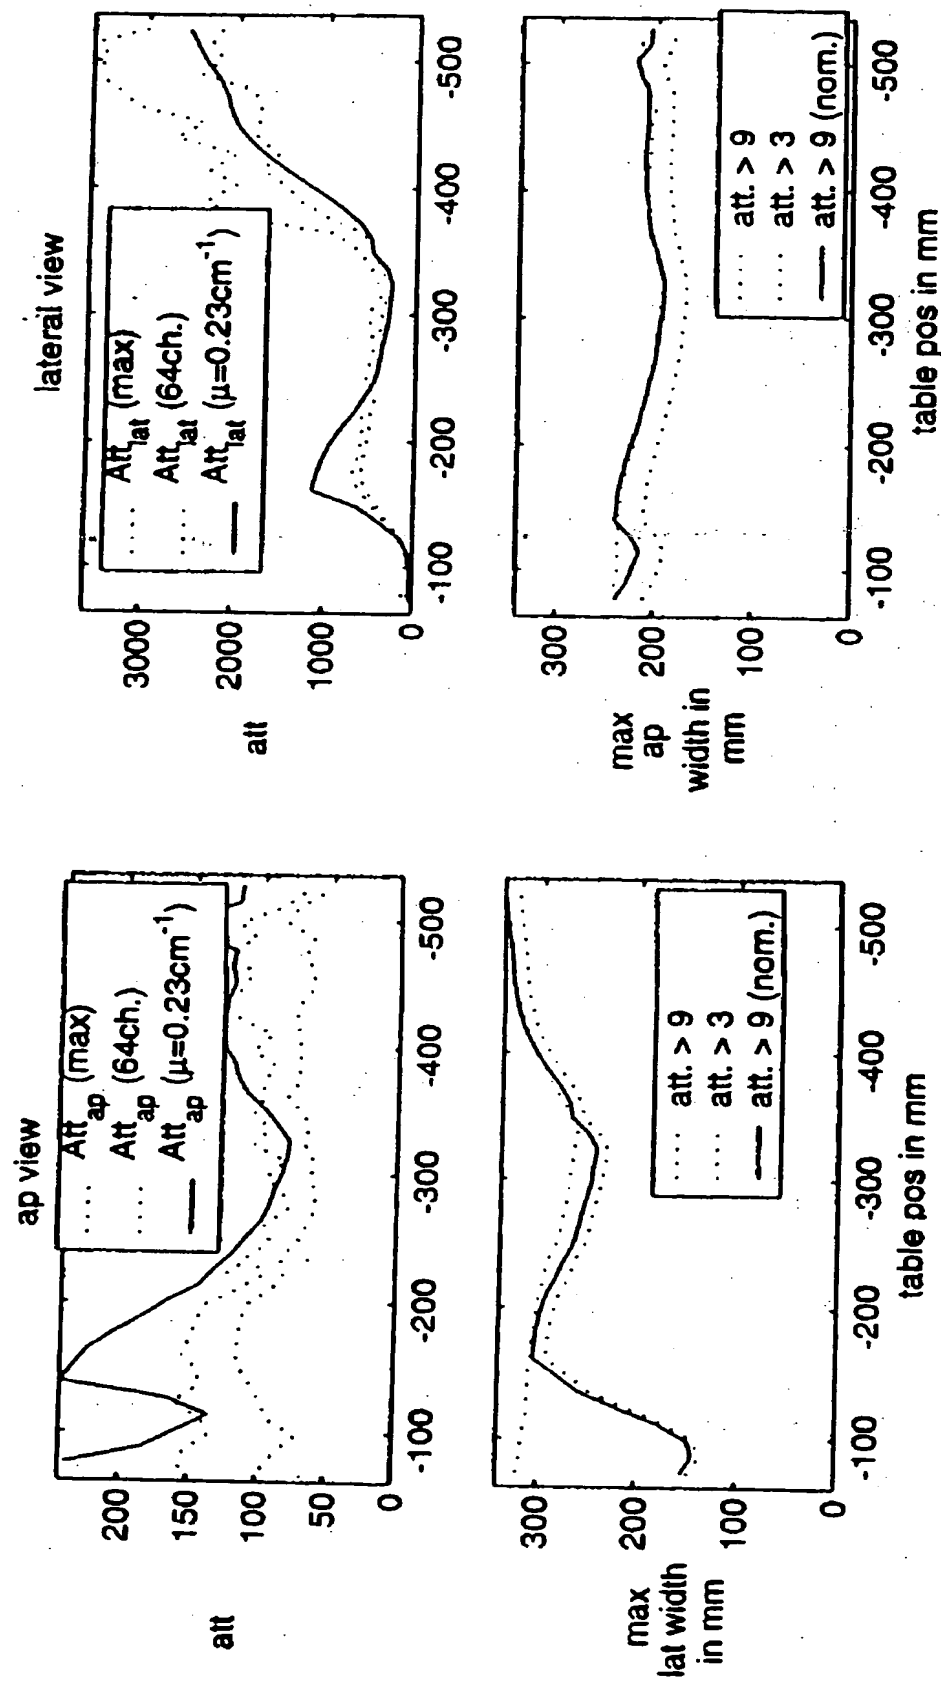 ap view
att
200
150
100
50
0
Att_ap (max)
Att_ap (64ch.)
Att_ap (μ=0.23cm⁻¹)
-100 -200 -300 -400 -500
lateral view
att
3000
2000
1000
0
Att_lat (max)
Att_lat (64ch.)
Att_lat (μ=0.23cm⁻¹)
-100 -200 -300 -400 -500
max
lat width
in mm
300
200
100
0
att. > 9
att. > 3
att. > 9 (nom.)
-100 -200 -300 -400 -500
table pos in mm
max
ap
width in
mm
300
200
100
0
att. > 9
att. > 3
att. > 9 (nom.)
-100 -200 -300 -400 -500
table pos in mm